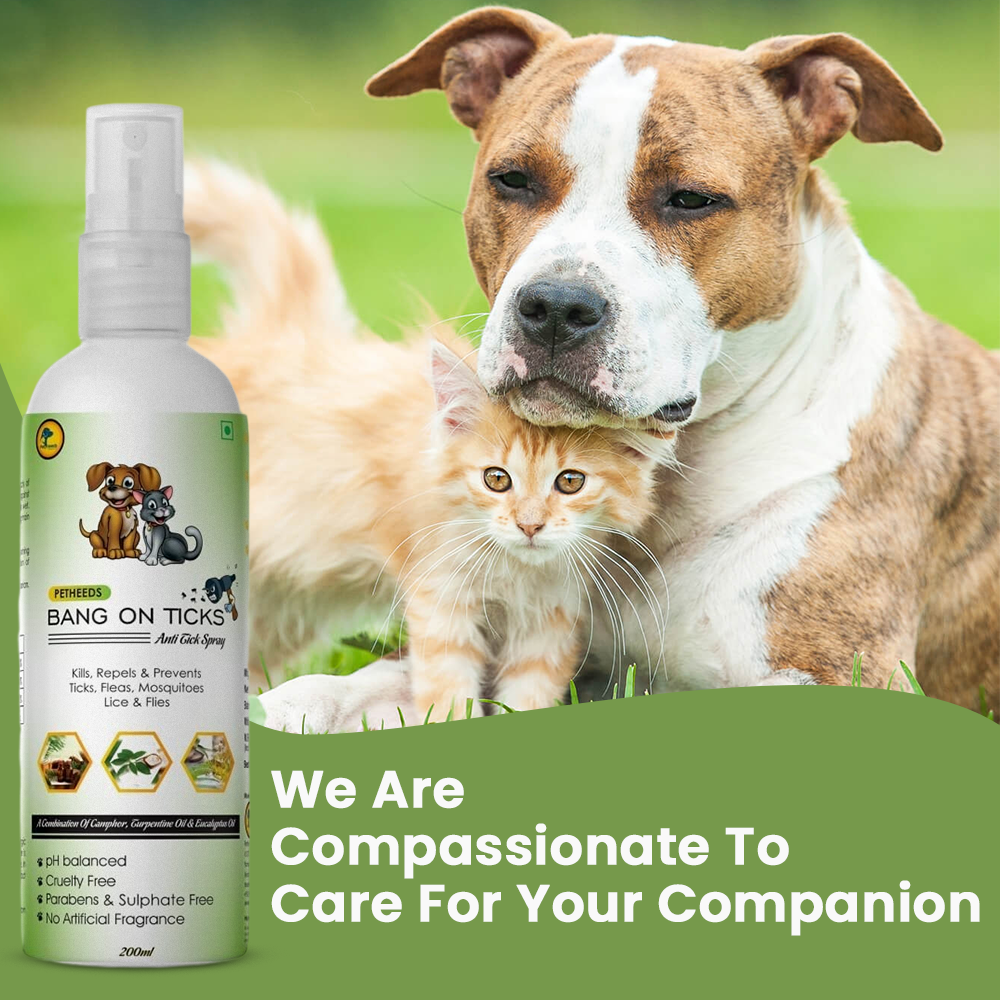 PETHEEDS
BANG ON TICKS
Anti Tick Spray
Kills, Repels & Prevents
Ticks, Fleas, Mosquitoes
Lice & Flies
A Combination Of Camphor, Turpentine Oil & Eucalyptus Oil
pH balanced
Cruelty Free
Parabens & Sulphate Free
No Artificial Fragrance
200ml
We Are
Compassionate To
Care For Your Companion